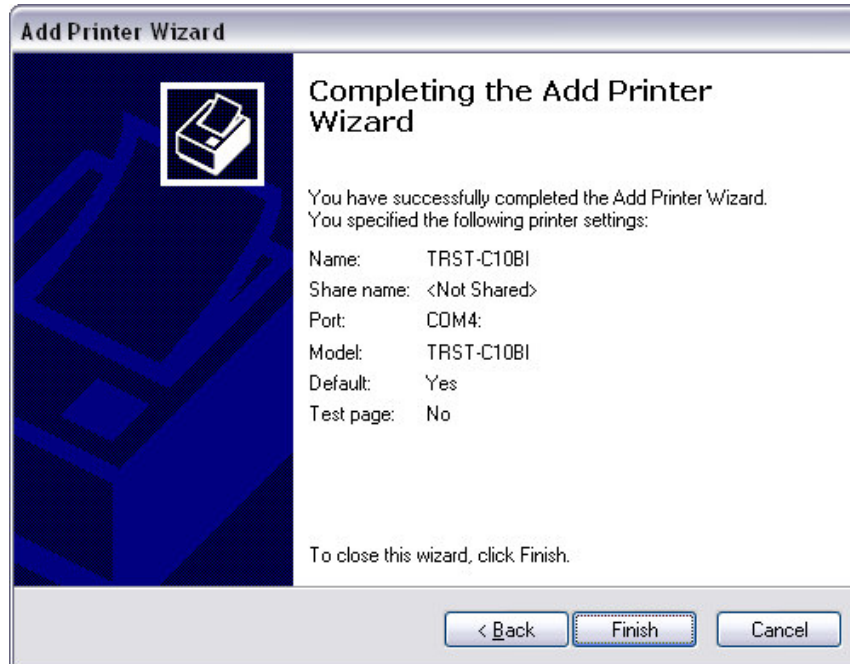 Add Printer Wizard
Completing the Add Printer
Wizard
You have successfully completed the Add Printer Wizard.
You specified the following printer settings:
Name: TRST-C10BI
Share name: <Not Shared>
Port: COM4:
Model: TRST-C10BI
Default: Yes
Test page: No
To close this wizard, click Finish.
< Back Finish Cancel